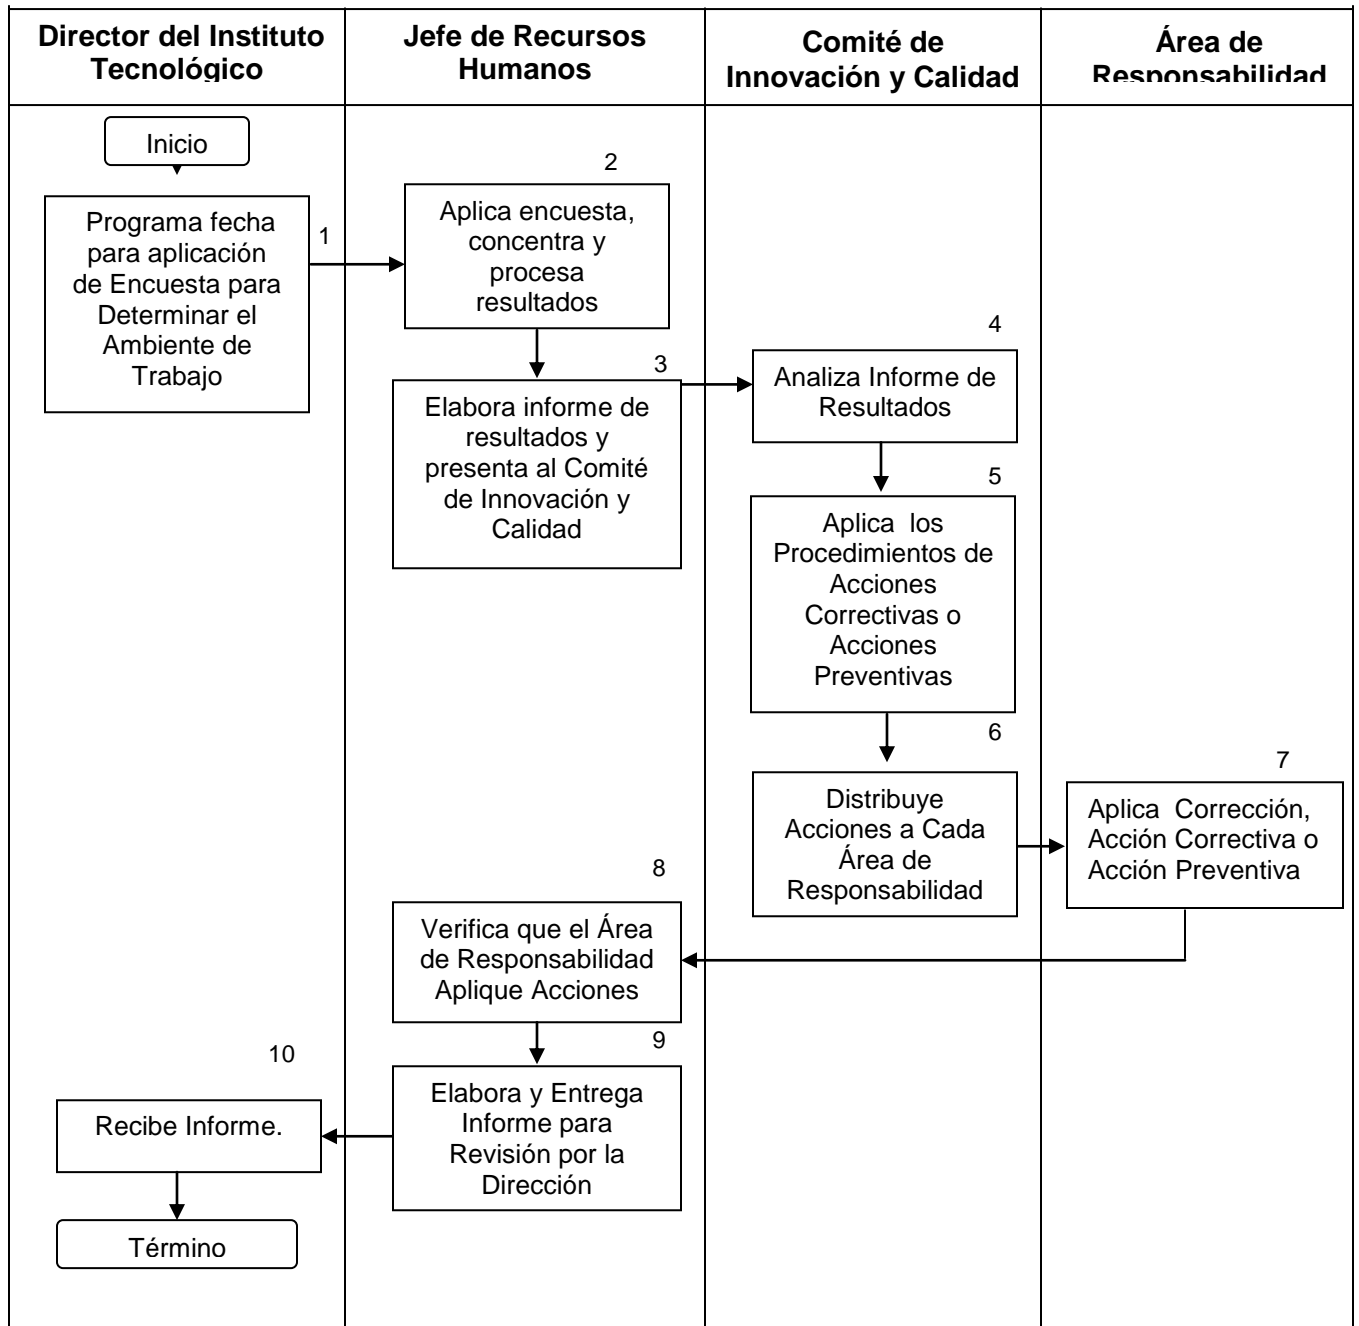 Director del Instituto
Tecnológico
Jefe de Recursos
Humanos
Comité de
Innovación y Calidad
Área de
Responsabilidad
Inicio
Programa fecha
para aplicación
de Encuesta para
Determinar el
Ambiente de
Trabajo
1
2
Aplica encuesta,
concentra y
procesa
resultados
3
Elabora informe de
resultados y
presenta al Comité
de Innovación y
Calidad
4
Analiza Informe de
Resultados
5
Aplica  los
Procedimientos de
Acciones
Correctivas o
Acciones
Preventivas
6
Distribuye
Acciones a Cada
Área de
Responsabilidad
7
Aplica  Corrección,
Acción Correctiva o
Acción Preventiva
8
Verifica que el Área
de Responsabilidad
Aplique Acciones
9
Elabora y Entrega
Informe para
Revisión por la
Dirección
10
Recibe Informe.
Término